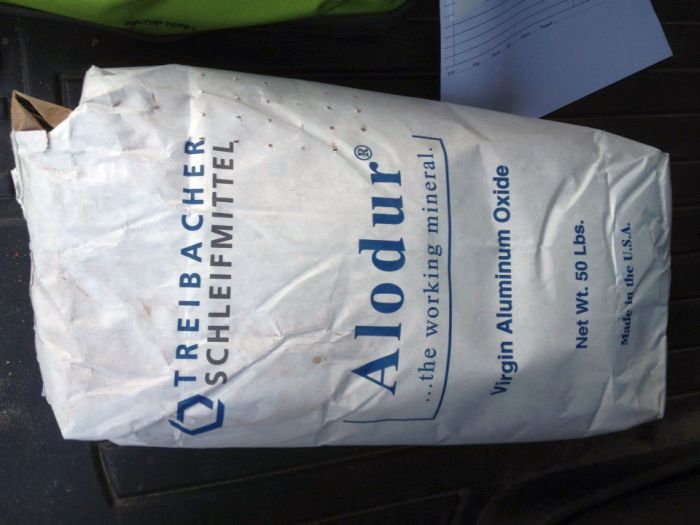 TREIBACHER
SCHLEIFMITTEL
Alodur®
...the working mineral.
Virgin Aluminum Oxide
Net Wt. 50 Lbs.
Made in the U.S.A.